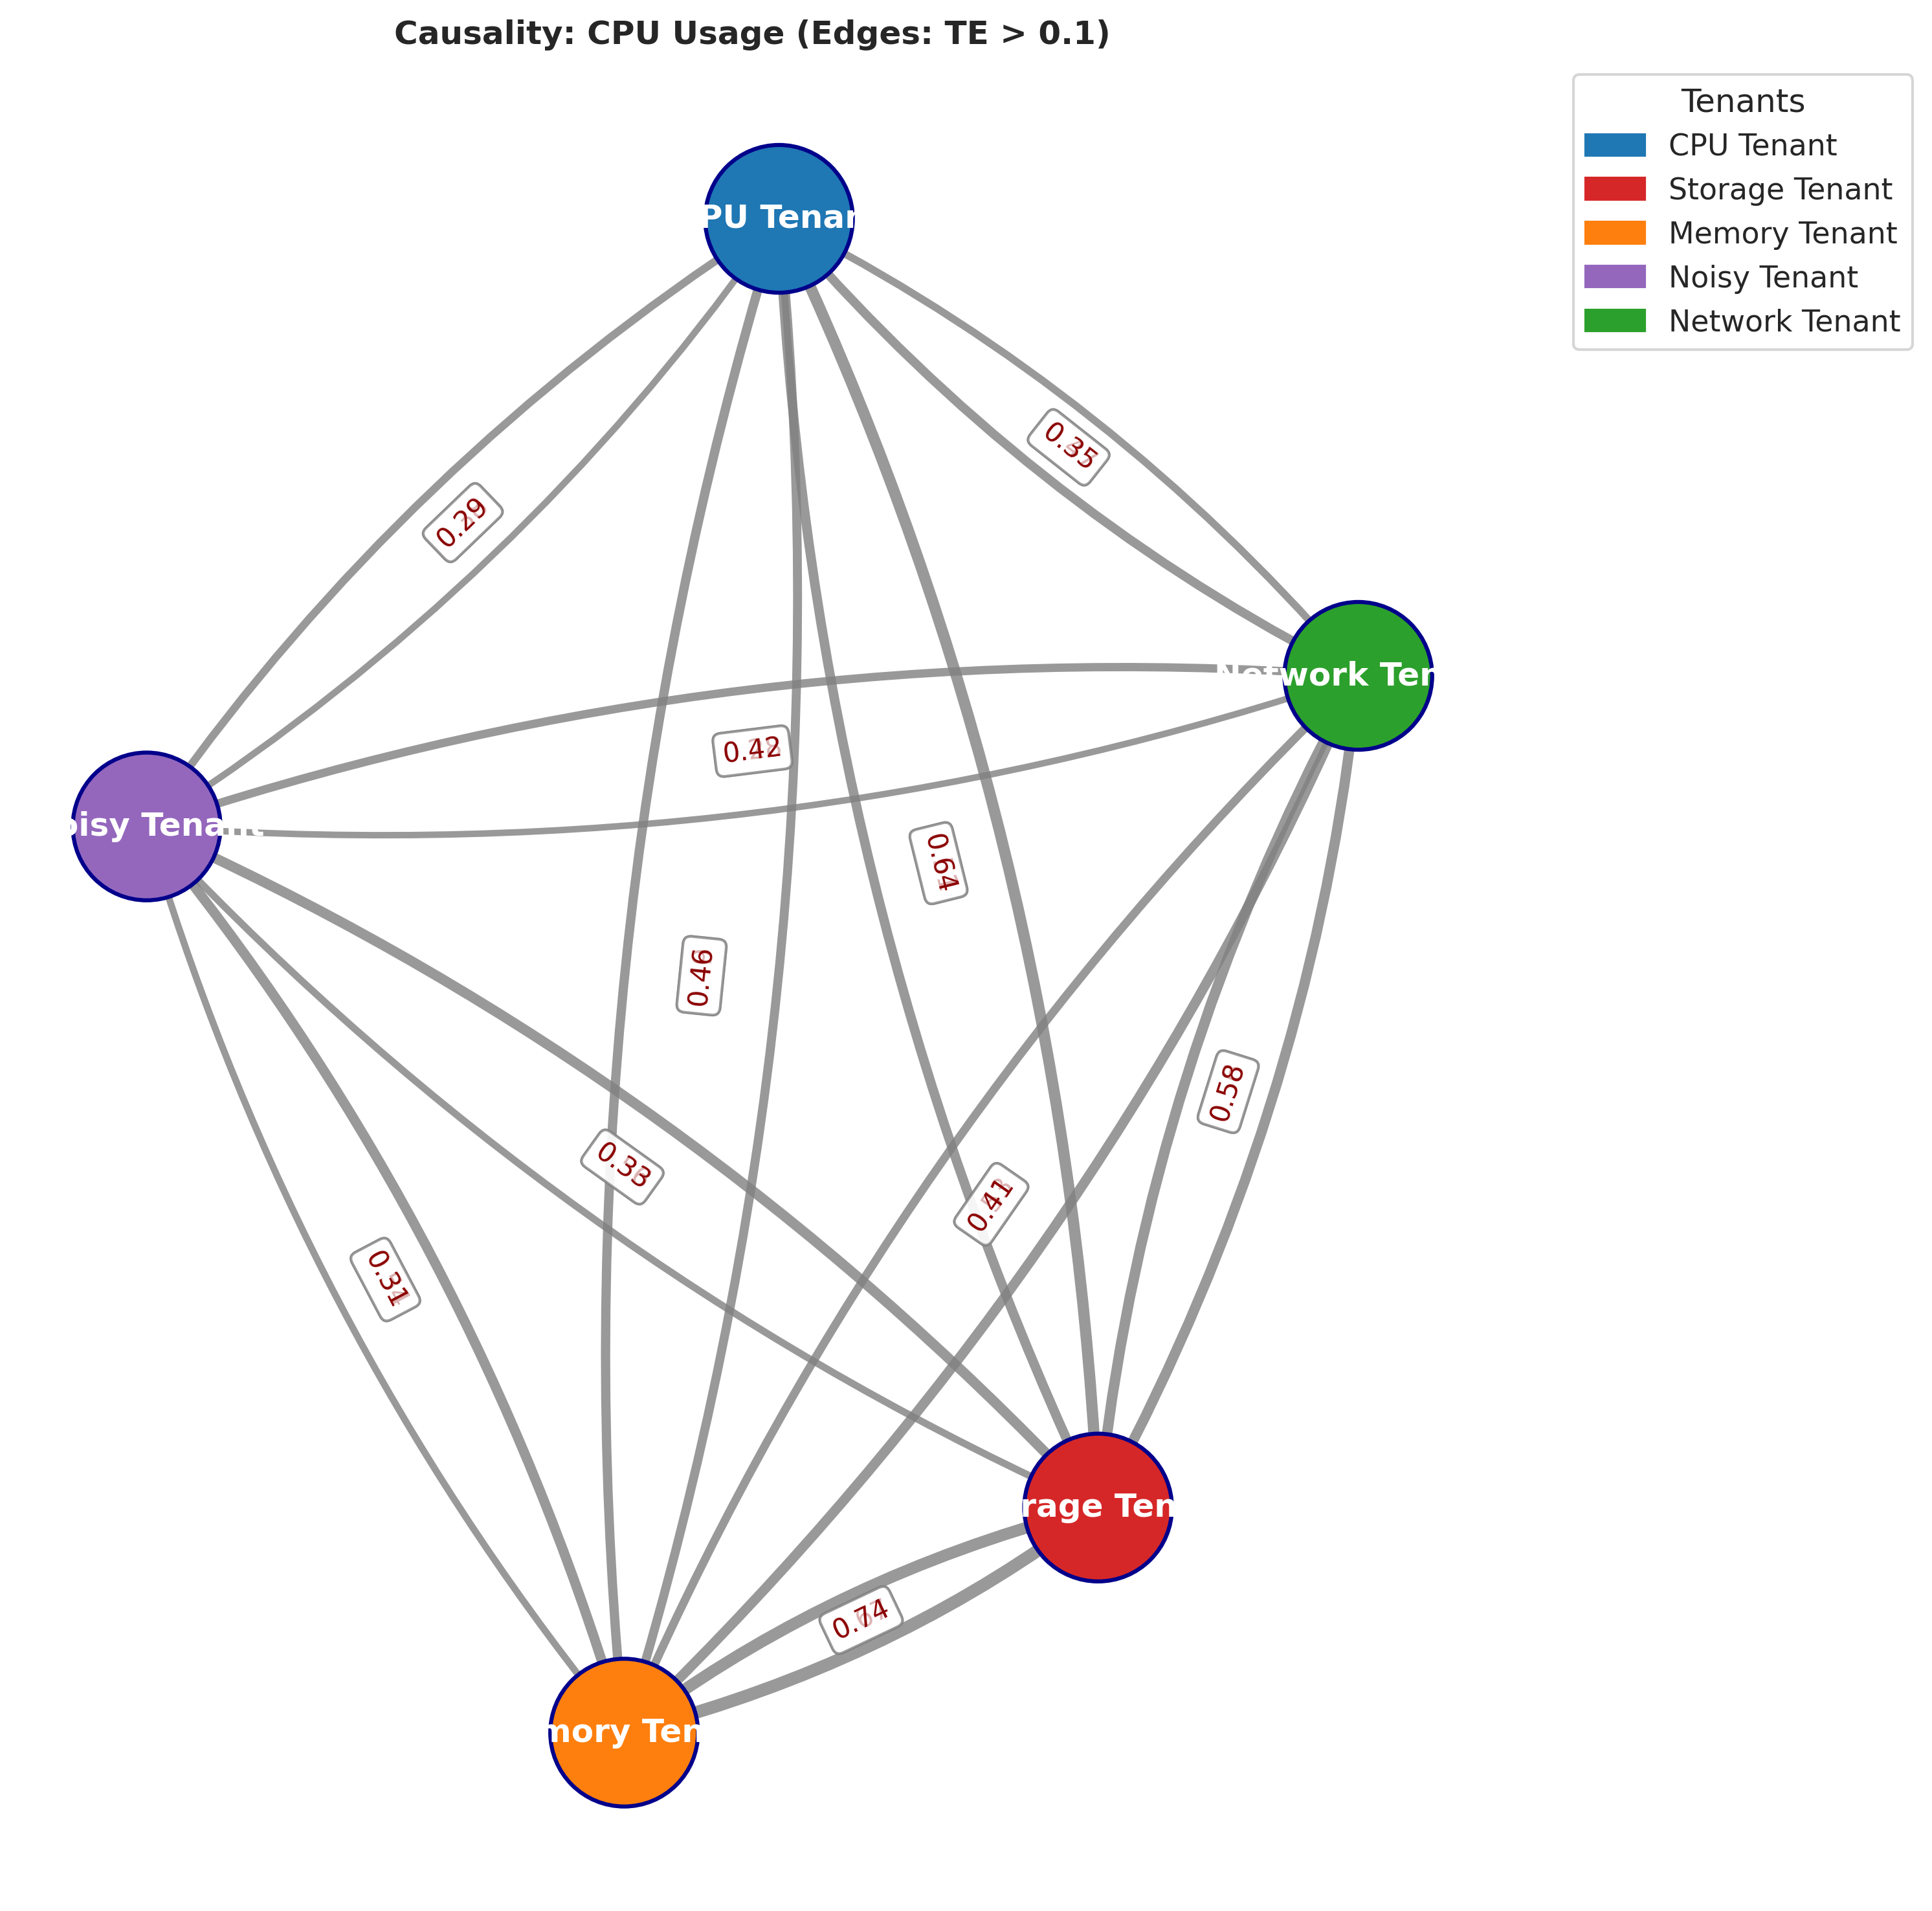 Causality: CPU Usage (Edges: TE > 0.1)
Tenants
CPU Tenant
Storage Tenant
Memory Tenant
Noisy Tenant
Network Tenant
PU Tenan
0.35
0.29
Network Ten
0.42
oisy Tenant
0.64
0.46
0.58
0.33
0.41
0.31
rage Ten
0.74
mory Ten